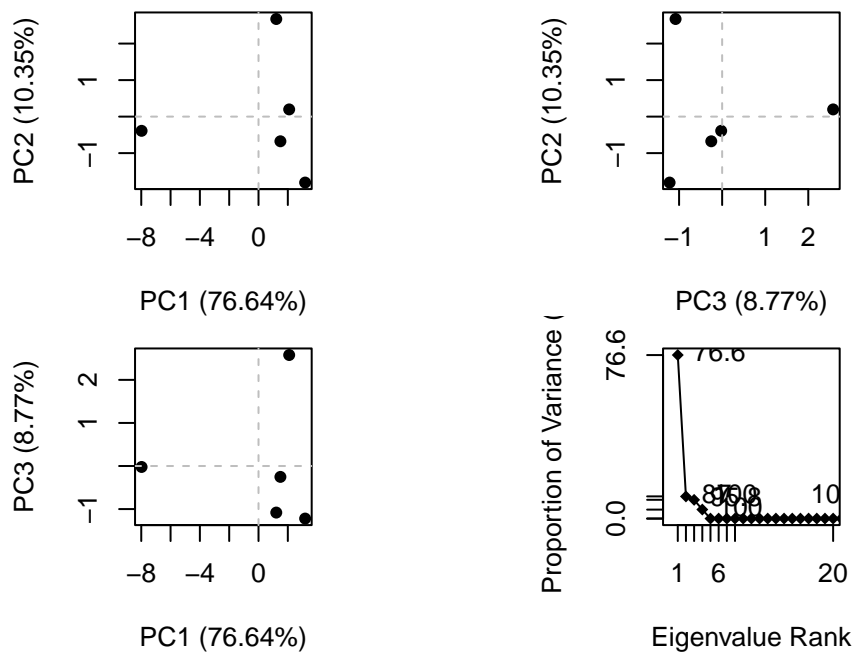 PC2 (10.35%)
1
−1
−8 −4 0
PC1 (76.64%)
PC2 (10.35%)
1
−1
−1 1 2
PC3 (8.77%)
PC3 (8.77%)
2
1
−1
−8 −4 0
PC1 (76.64%)
Proportion of Variance (
76.6
0.0
76.6
10
1 6 20
Eigenvalue Rank